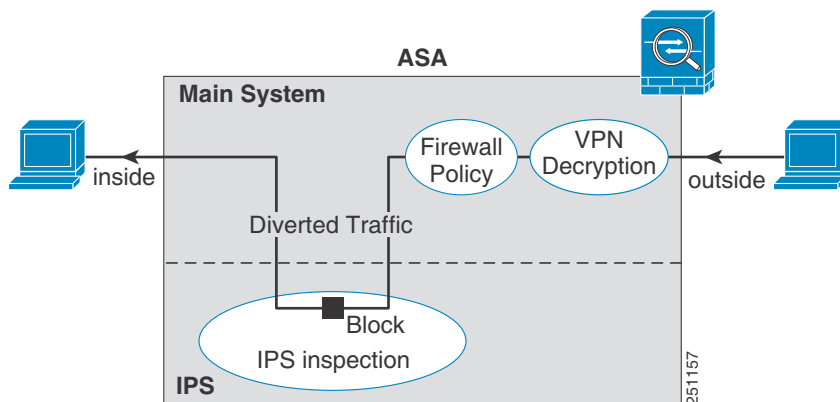 ASA
Main System
Firewall
Policy
VPN
Decryption
inside
outside
Diverted Traffic
Block
IPS inspection
IPS
251157